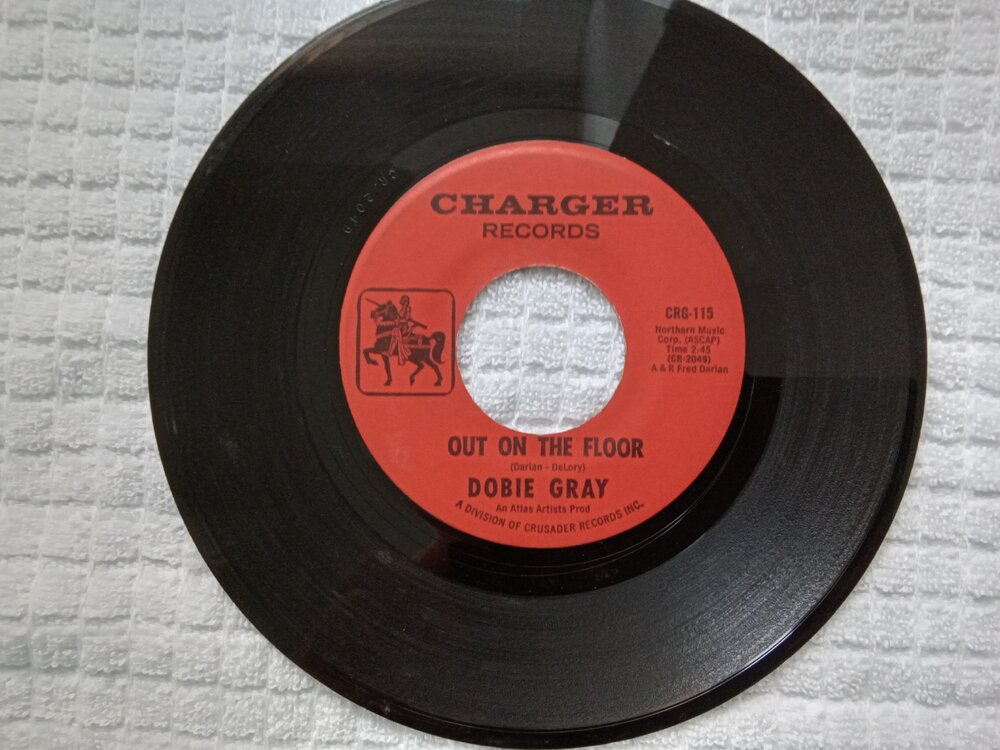 CHARGER
RECORDS
CRG-115
Northern Music
Corp. (ASCAP)
Time 2:45
(CR-2046)
A & R Fred Darian
OUT ON THE FLOOR
(Darian - DeLory)
DOBIE GRAY
An Atlas Artists Prod
A DIVISION OF CRUSADER RECORDS INC.